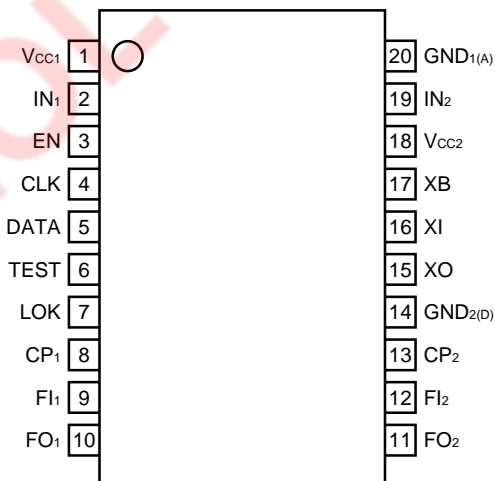 VCC1 1 20 GND1(A)
IN1 2 19 IN2
EN 3 18 VCC2
CLK 4 17 XB
DATA 5 16 XI
TEST 6 15 XO
LOK 7 14 GND2(D)
CP1 8 13 CP2
FI1 9 12 FI2
FO1 10 11 FO2